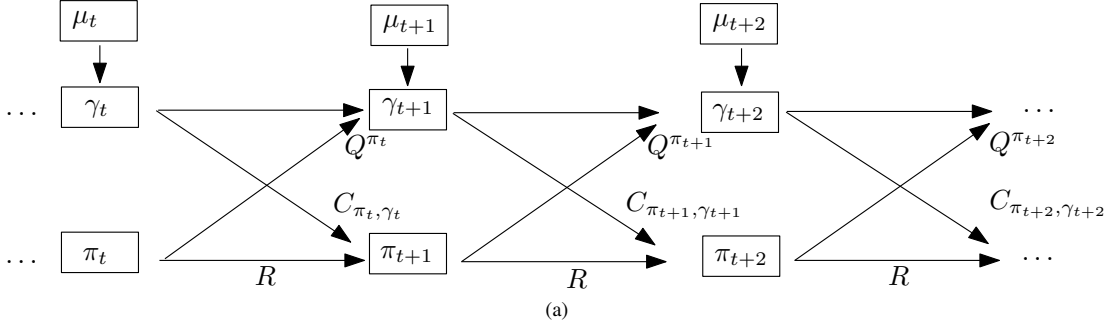 μ_t μ_{t+1} μ_{t+2}
… γ_t γ_{t+1} γ_{t+2} …
Q^{π_t} Q^{π_{t+1}} Q^{π_{t+2}}
C_{π_t,γ_t} C_{π_{t+1},γ_{t+1}} C_{π_{t+2},γ_{t+2}}
… π_t π_{t+1} π_{t+2} …
R R R
(a)